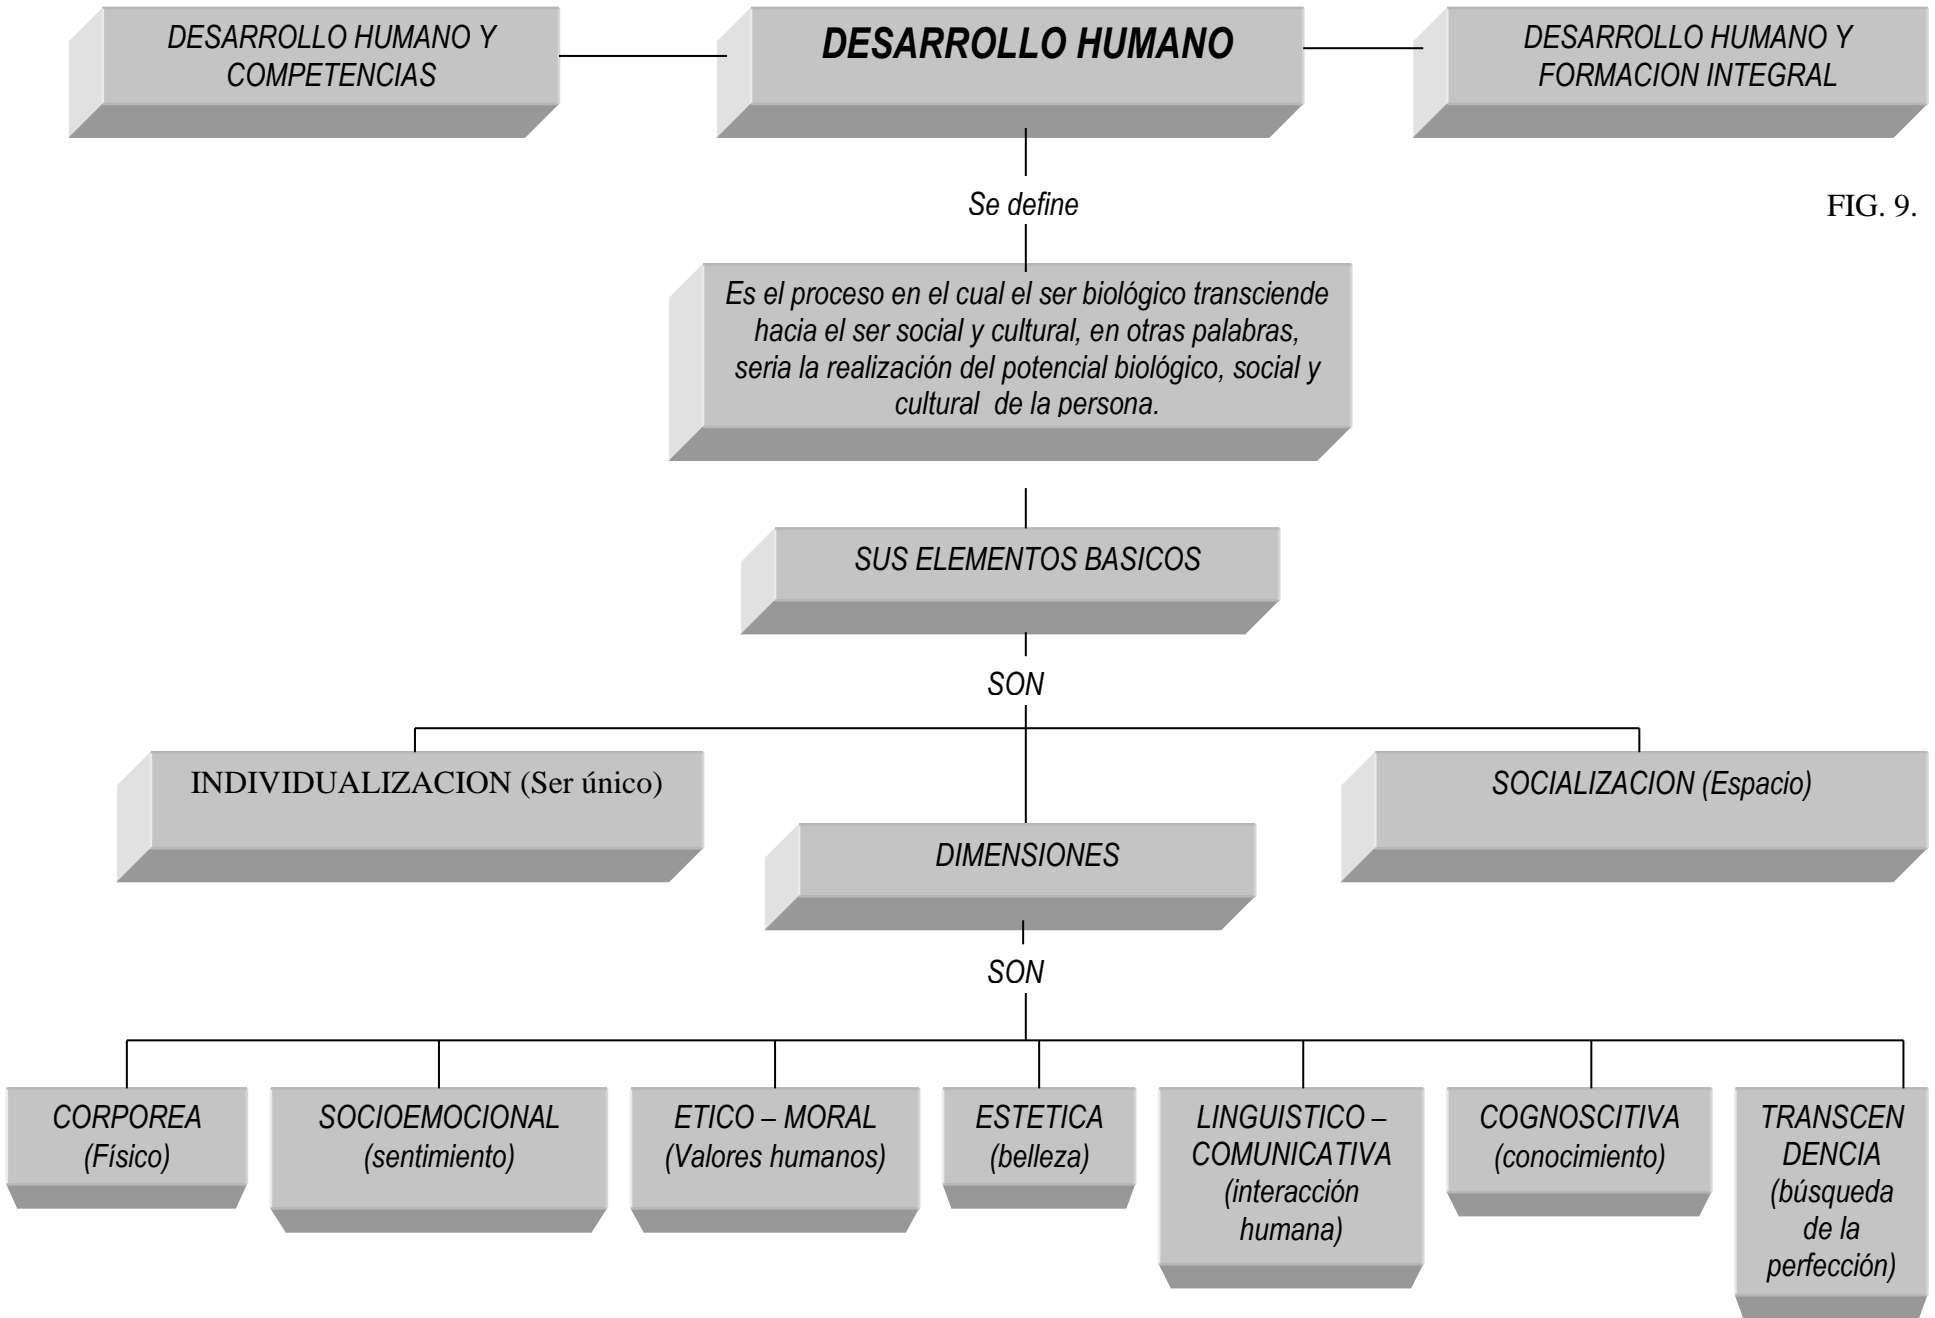 DESARROLLO HUMANO Y
COMPETENCIAS
DESARROLLO HUMANO
DESARROLLO HUMANO Y
FORMACION INTEGRAL
Se define
FIG. 9.
Es el proceso en el cual el ser biológico transciende
hacia el ser social y cultural, en otras palabras,
seria la realización del potencial biológico, social y
cultural de la persona.
SUS ELEMENTOS BASICOS
SON
INDIVIDUALIZACION (Ser único)
SOCIALIZACION (Espacio)
DIMENSIONES
SON
CORPOREA
(Físico)
SOCIOEMOCIONAL
(sentimiento)
ETICO – MORAL
(Valores humanos)
ESTETICA
(belleza)
LINGUISTICO –
COMUNICATIVA
(interacción
humana)
COGNOSCITIVA
(conocimiento)
TRANSCEN
DENCIA
(búsqueda
de la
perfección)